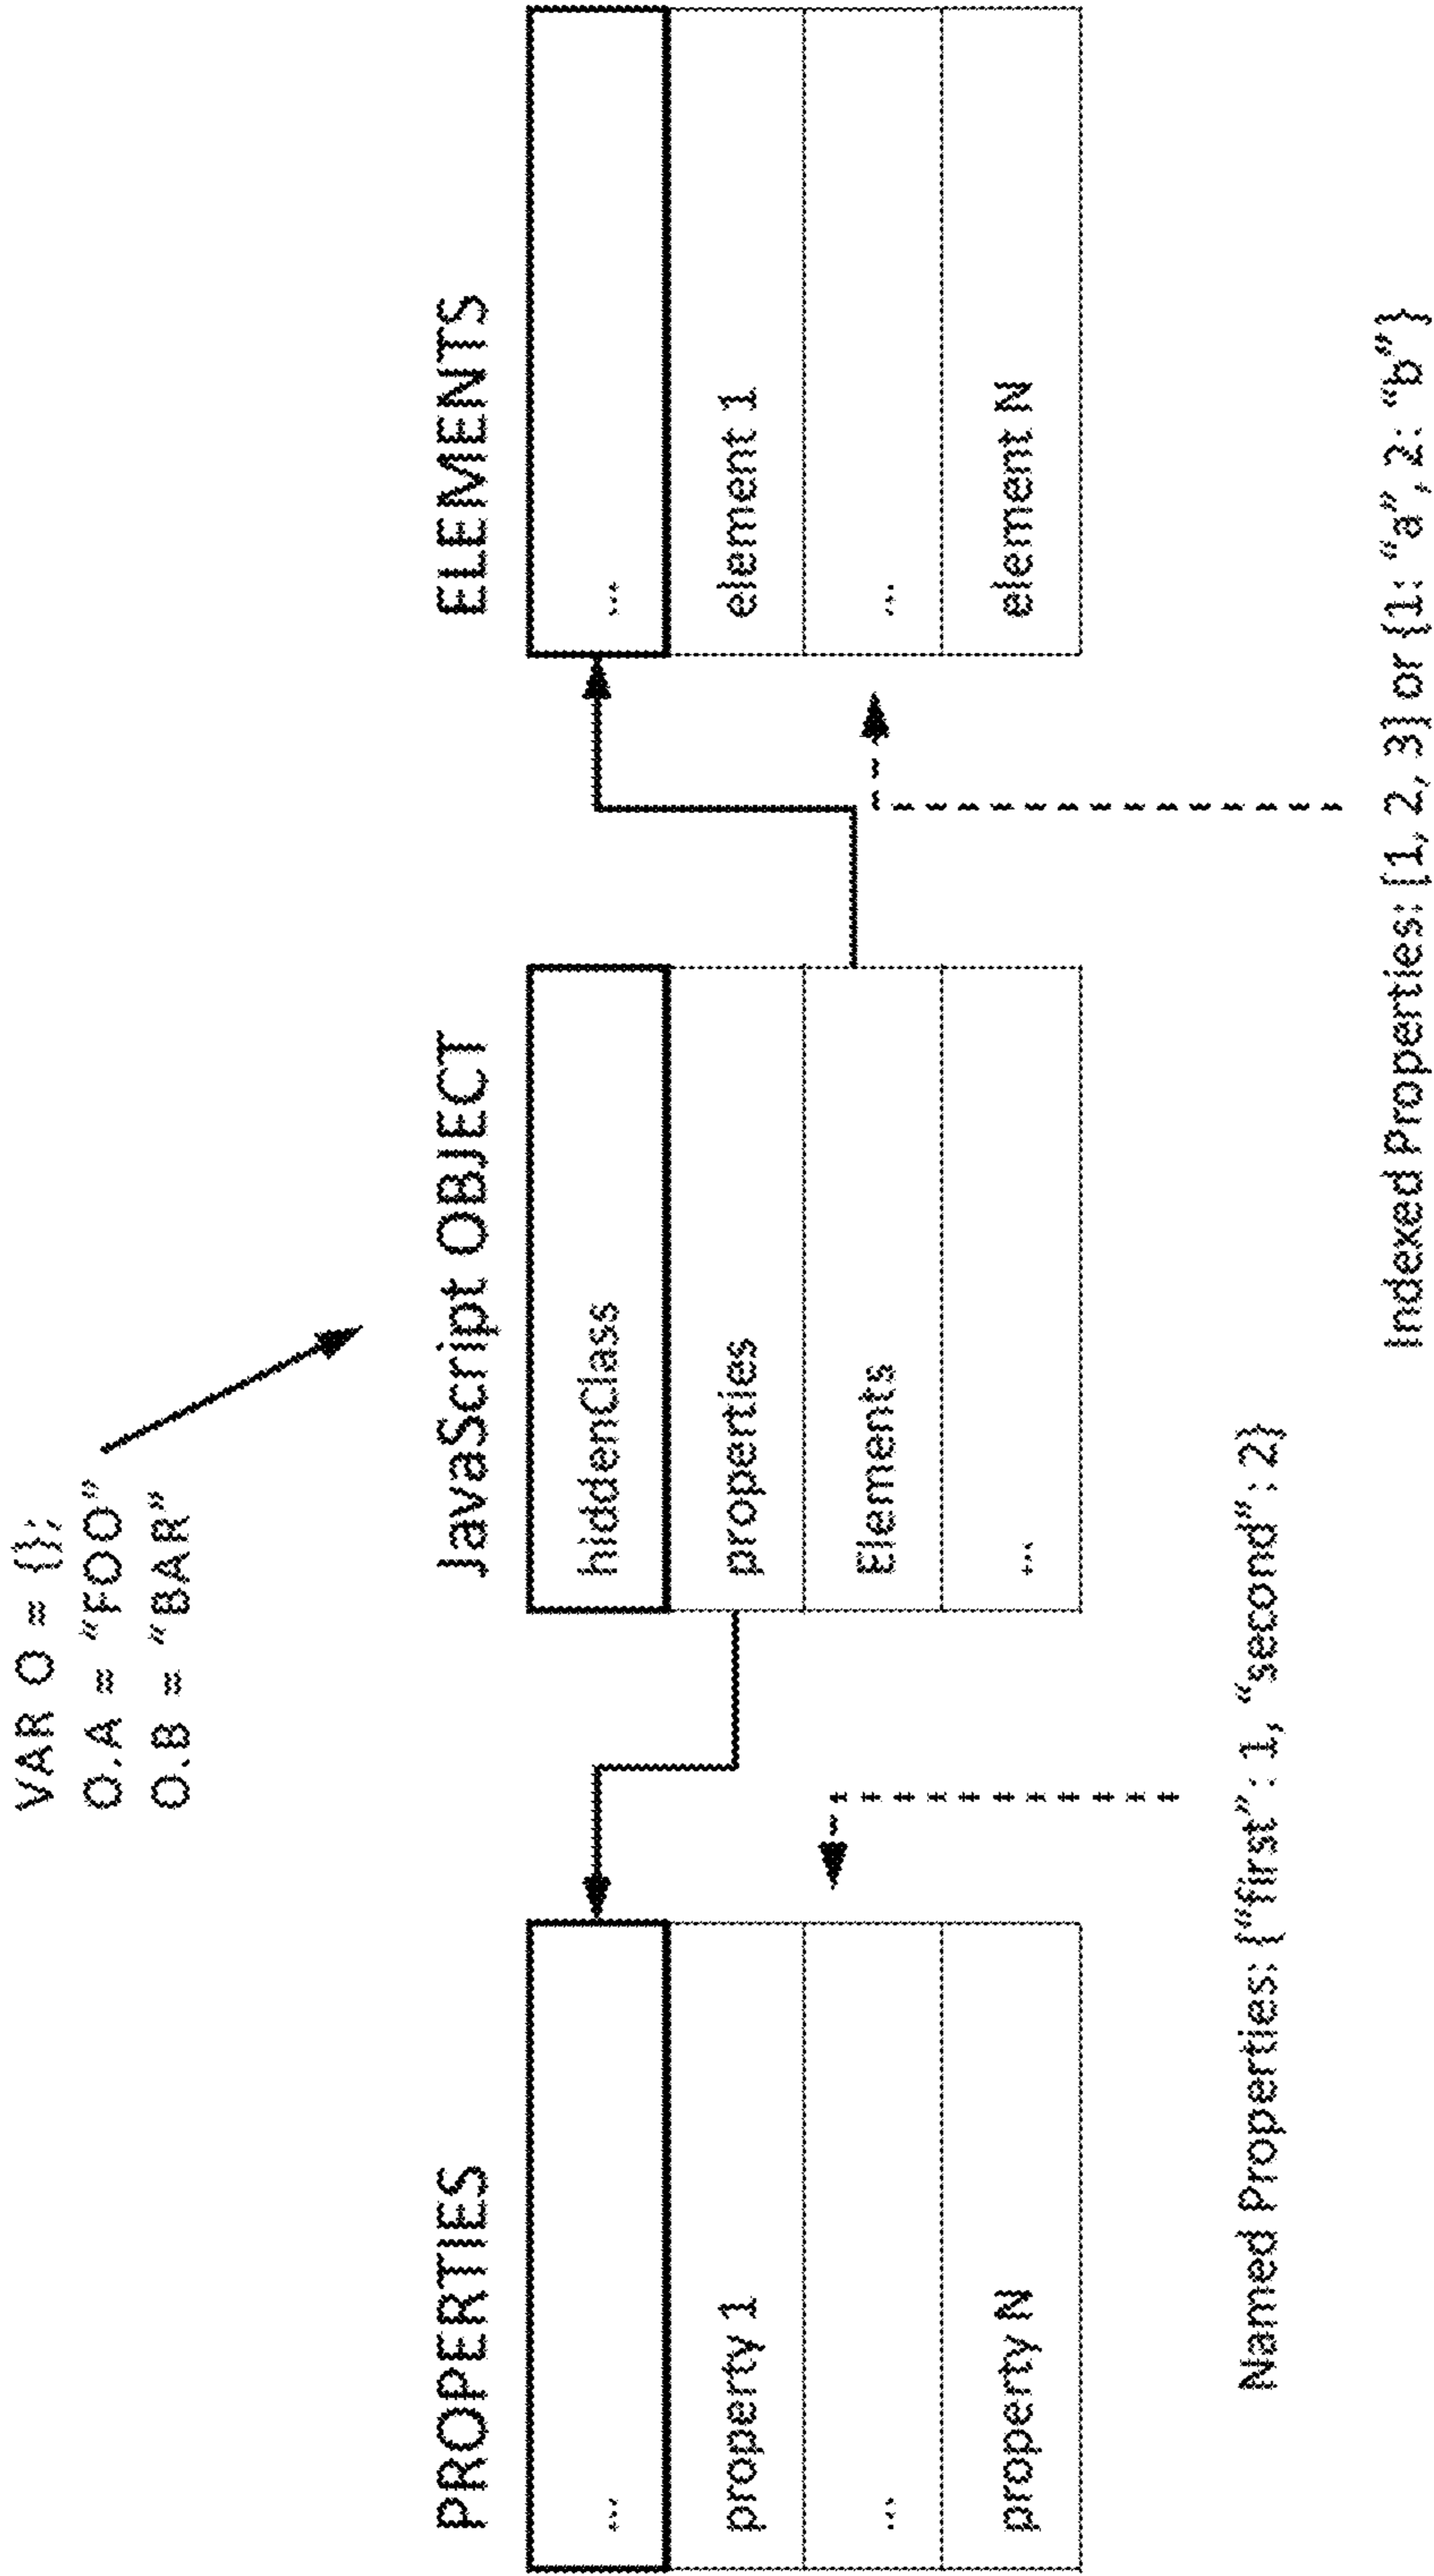 VAR O = {};
O.A = "FOO"
O.B = "BAR"
PROPERTIES
...
property 1
...
property N
JavaScript OBJECT
hiddenClass
properties
Elements
...
ELEMENTS
...
element 1
...
element N
Named Properties: {“first” : 1, “second” : 2}
Indexed Properties: [1, 2, 3] or {1: “a”, 2: “b”}